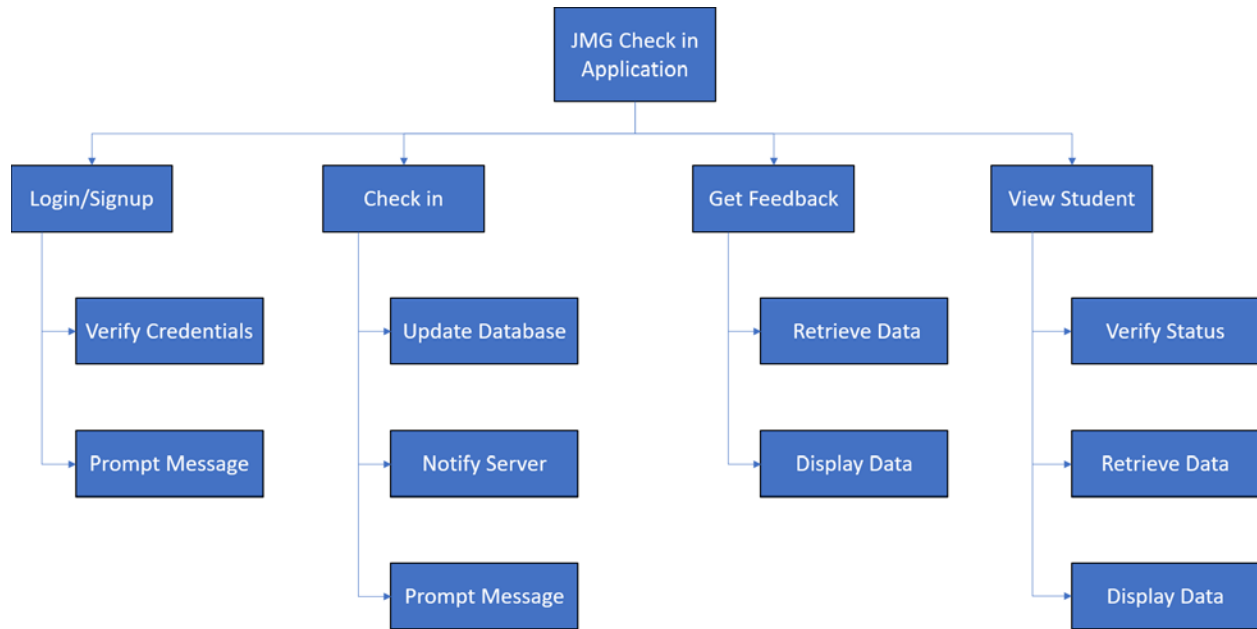 JMG Check in
Application
Login/Signup
Check in
Get Feedback
View Student
Verify Credentials
Update Database
Retrieve Data
Verify Status
Prompt Message
Notify Server
Display Data
Retrieve Data
Prompt Message
Display Data